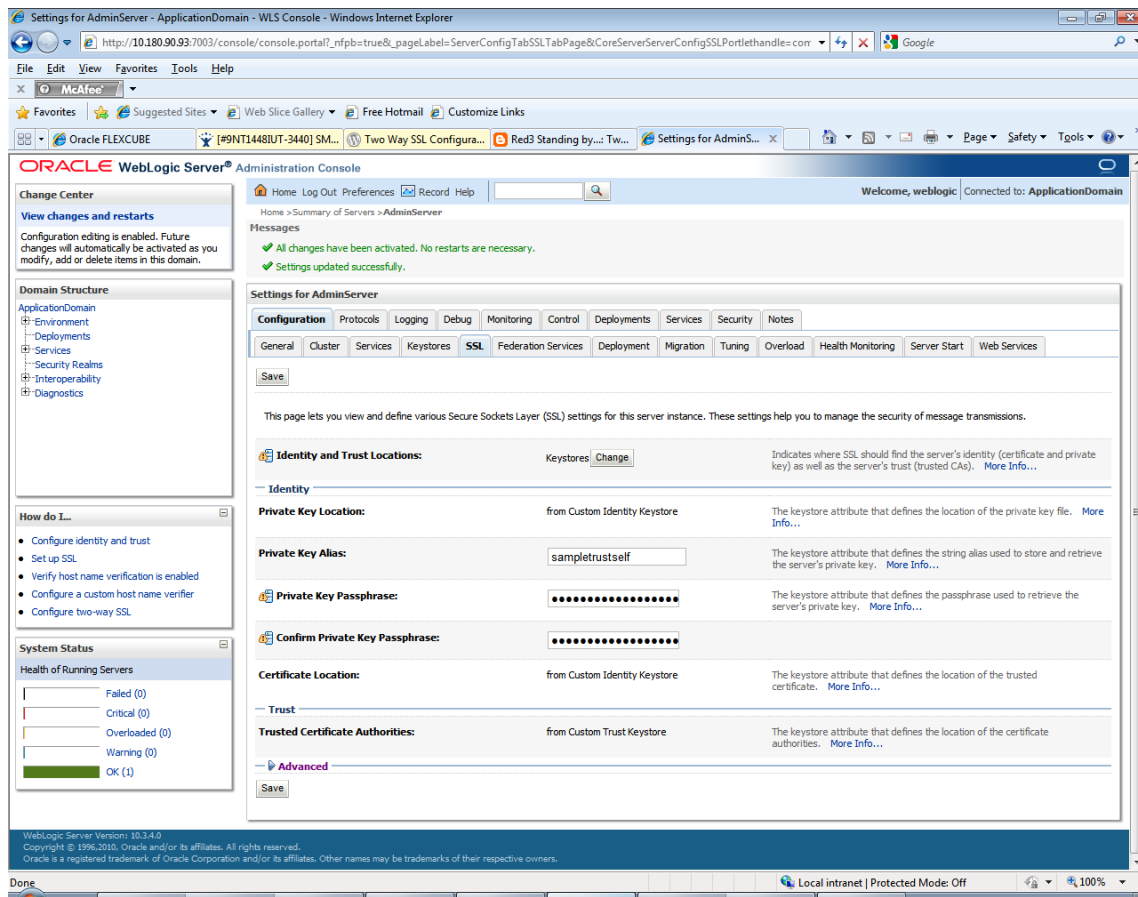 Settings for AdminServer - ApplicationDomain - WLS Console - Windows Internet Explorer
http://10.180.90.93:7003/console/console.portal?_nfpb=true&_pageLabel=ServerConfigTabSSLTabPage&CoreServerServerConfigSSLPortlethandle=com
Google
File Edit View Favorites Tools Help
McAfee
Favorites Suggested Sites Web Slice Gallery Free Hotmail Customize Links
Oracle FLEXCUBE [#9NT1448IUT-3440] SM... Two Way SSL Configura... Red3 Standing by...: Tw... Settings for AdminS... X Page Safety Tools
ORACLE WebLogic Server® Administration Console
Change Center
View changes and restarts
Configuration editing is enabled. Future
changes will automatically be activated as you
modify, add or delete items in this domain.
Domain Structure
ApplicationDomain
Environment
Deployments
Services
Security Realms
Interoperability
Diagnostics
How do I...
Configure identity and trust
Set up SSL
Verify host name verification is enabled
Configure a custom host name verifier
Configure two-way SSL
System Status
Health of Running Servers
Failed (0)
Critical (0)
Overloaded (0)
Warning (0)
OK (1)
Home Log Out Preferences Record Help
Welcome, weblogic Connected to: ApplicationDomain
Home >Summary of Servers >AdminServer
Messages
All changes have been activated. No restarts are necessary.
Settings updated successfully.
Settings for AdminServer
Configuration Protocols Logging Debug Monitoring Control Deployments Services Security Notes
General Cluster Services Keystores SSL Federation Services Deployment Migration Tuning Overload Health Monitoring Server Start Web Services
Save
This page lets you view and define various Secure Sockets Layer (SSL) settings for this server instance. These settings help you to manage the security of message transmissions.
Identity and Trust Locations: Keystores Change Indicates where SSL should find the server's identity (certificate and private
key) as well as the server's trust (trusted CAs). More Info...
Identity
Private Key Location: from Custom Identity Keystore The keystore attribute that defines the location of the private key file. More
Info...
Private Key Alias: sampletrustself The keystore attribute that defines the string alias used to store and retrieve
the server's private key. More Info...
Private Key Passphrase: The keystore attribute that defines the passphrase used to retrieve the
server's private key. More Info...
Confirm Private Key Passphrase:
Certificate Location: from Custom Identity Keystore The keystore attribute that defines the location of the trusted
certificate. More Info...
Trust
Trusted Certificate Authorities: from Custom Trust Keystore The keystore attribute that defines the location of the certificate
authorities. More Info...
Advanced
Save
WebLogic Server Version: 10.3.4.0
Copyright © 1996,2010, Oracle and/or its affiliates. All rights reserved.
Oracle is a registered trademark of Oracle Corporation and/or its affiliates. Other names may be trademarks of their respective owners.
Done Local intranet | Protected Mode: Off 100%